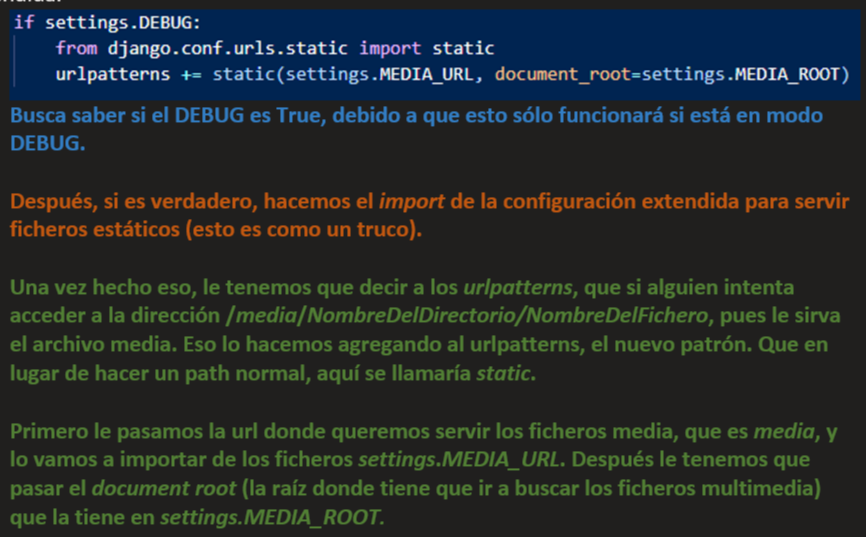 if settings.DEBUG:
    from django.conf.urls.static import static
    urlpatterns += static(settings.MEDIA_URL, document_root=settings.MEDIA_ROOT)
Busca saber si el DEBUG es True, debido a que esto sólo funcionará si está en modo
DEBUG.
Después, si es verdadero, hacemos el import de la configuración extendida para servir
ficheros estáticos (esto es como un truco).
Una vez hecho eso, le tenemos que decir a los urlpatterns, que si alguien intenta
acceder a la dirección /media/NombreDelDirectorio/NombreDelFichero, pues le sirva
el archivo media. Eso lo hacemos agregando al urlpatterns, el nuevo patrón. Que en
lugar de hacer un path normal, aquí se llamaría static.
Primero le pasamos la url donde queremos servir los ficheros media, que es media, y
lo vamos a importar de los ficheros settings.MEDIA_URL. Después le tenemos que
pasar el document root (la raíz donde tiene que ir a buscar los ficheros multimedia)
que la tiene en settings.MEDIA_ROOT.